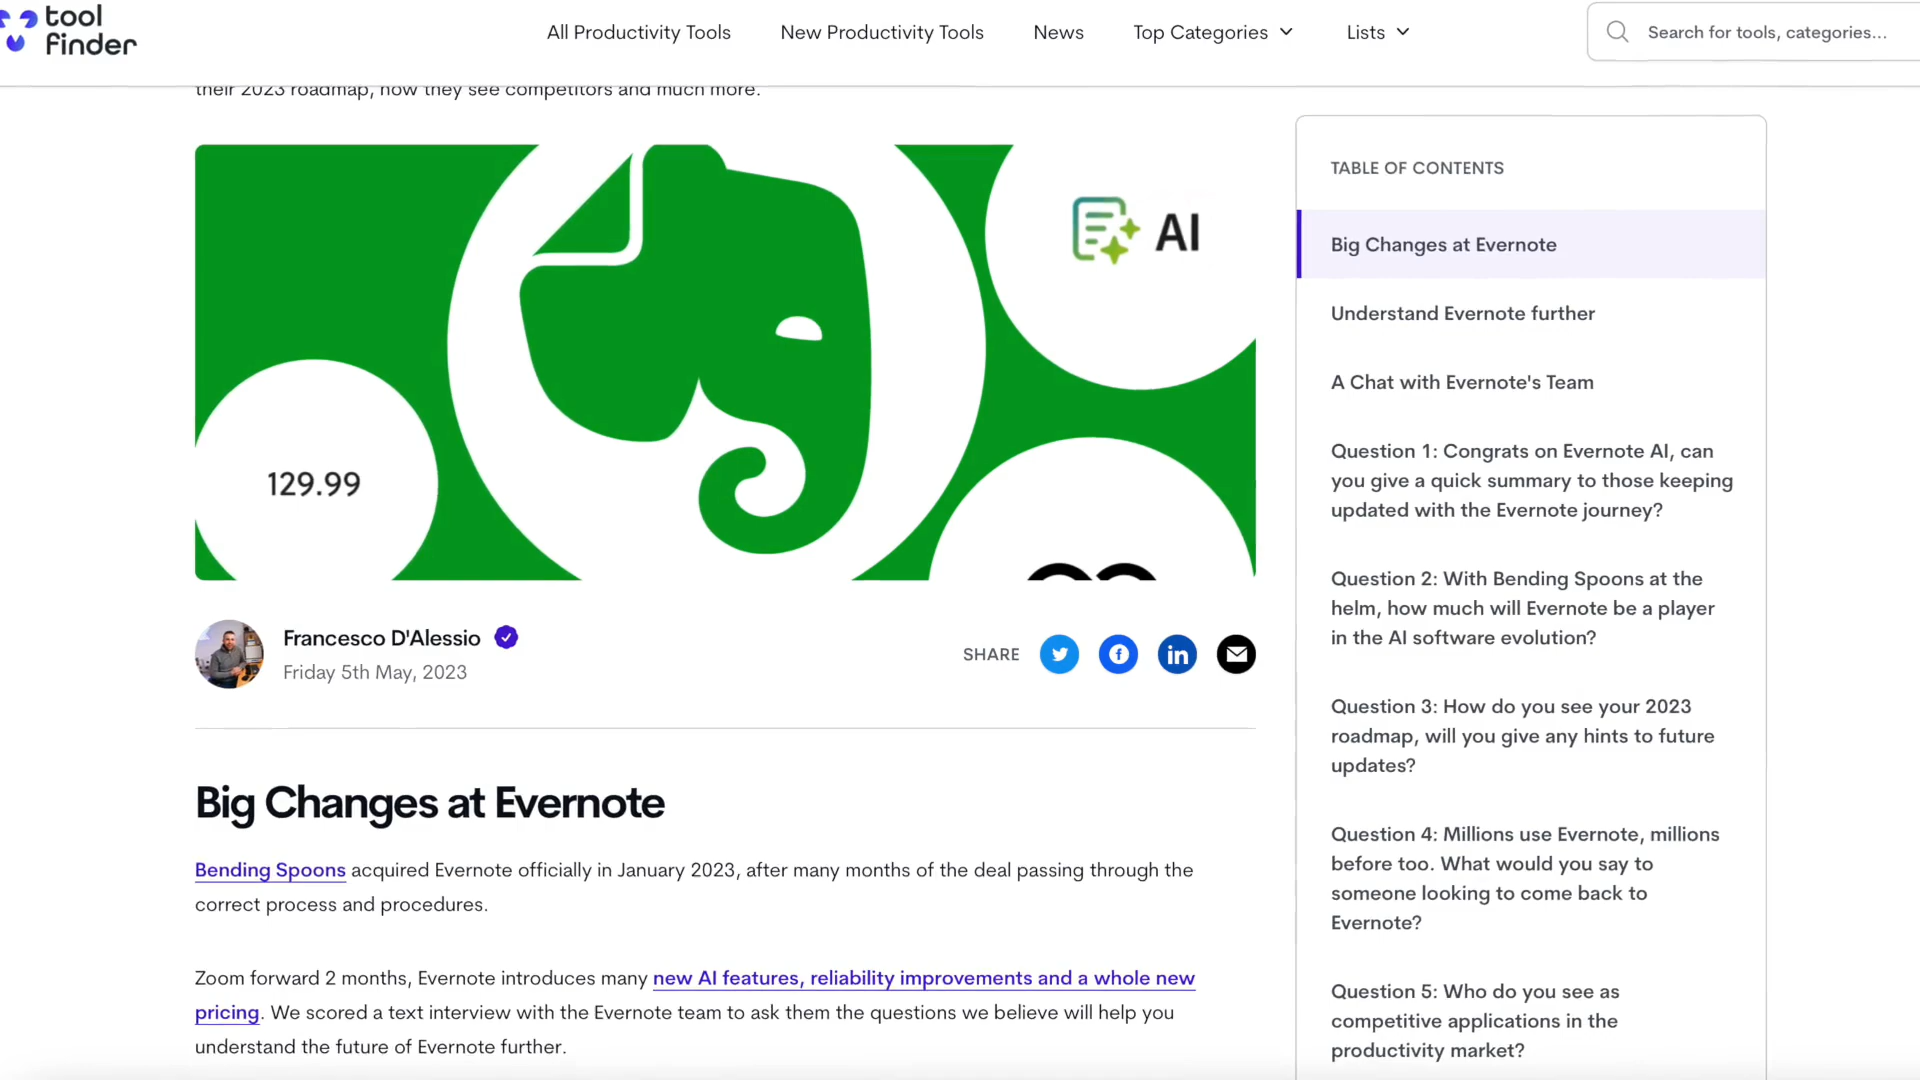 tool
finder
All Productivity Tools
New Productivity Tools
News
Top Categories
Lists
Search for tools, categories...
their 2023 roadmap, how they see competitors and much more.
AI
129.99
Francesco D'Alessio
Friday 5th May, 2023
SHARE
Big Changes at Evernote
Bending Spoons acquired Evernote officially in January 2023, after many months of the deal passing through the
correct process and procedures.
Zoom forward 2 months, Evernote introduces many new AI features, reliability improvements and a whole new
pricing. We scored a text interview with the Evernote team to ask them the questions we believe will help you
understand the future of Evernote further.
TABLE OF CONTENTS
Big Changes at Evernote
Understand Evernote further
A Chat with Evernote's Team
Question 1: Congrats on Evernote AI, can
you give a quick summary to those keeping
updated with the Evernote journey?
Question 2: With Bending Spoons at the
helm, how much will Evernote be a player
in the AI software evolution?
Question 3: How do you see your 2023
roadmap, will you give any hints to future
updates?
Question 4: Millions use Evernote, millions
before too. What would you say to
someone looking to come back to
Evernote?
Question 5: Who do you see as
competitive applications in the
productivity market?